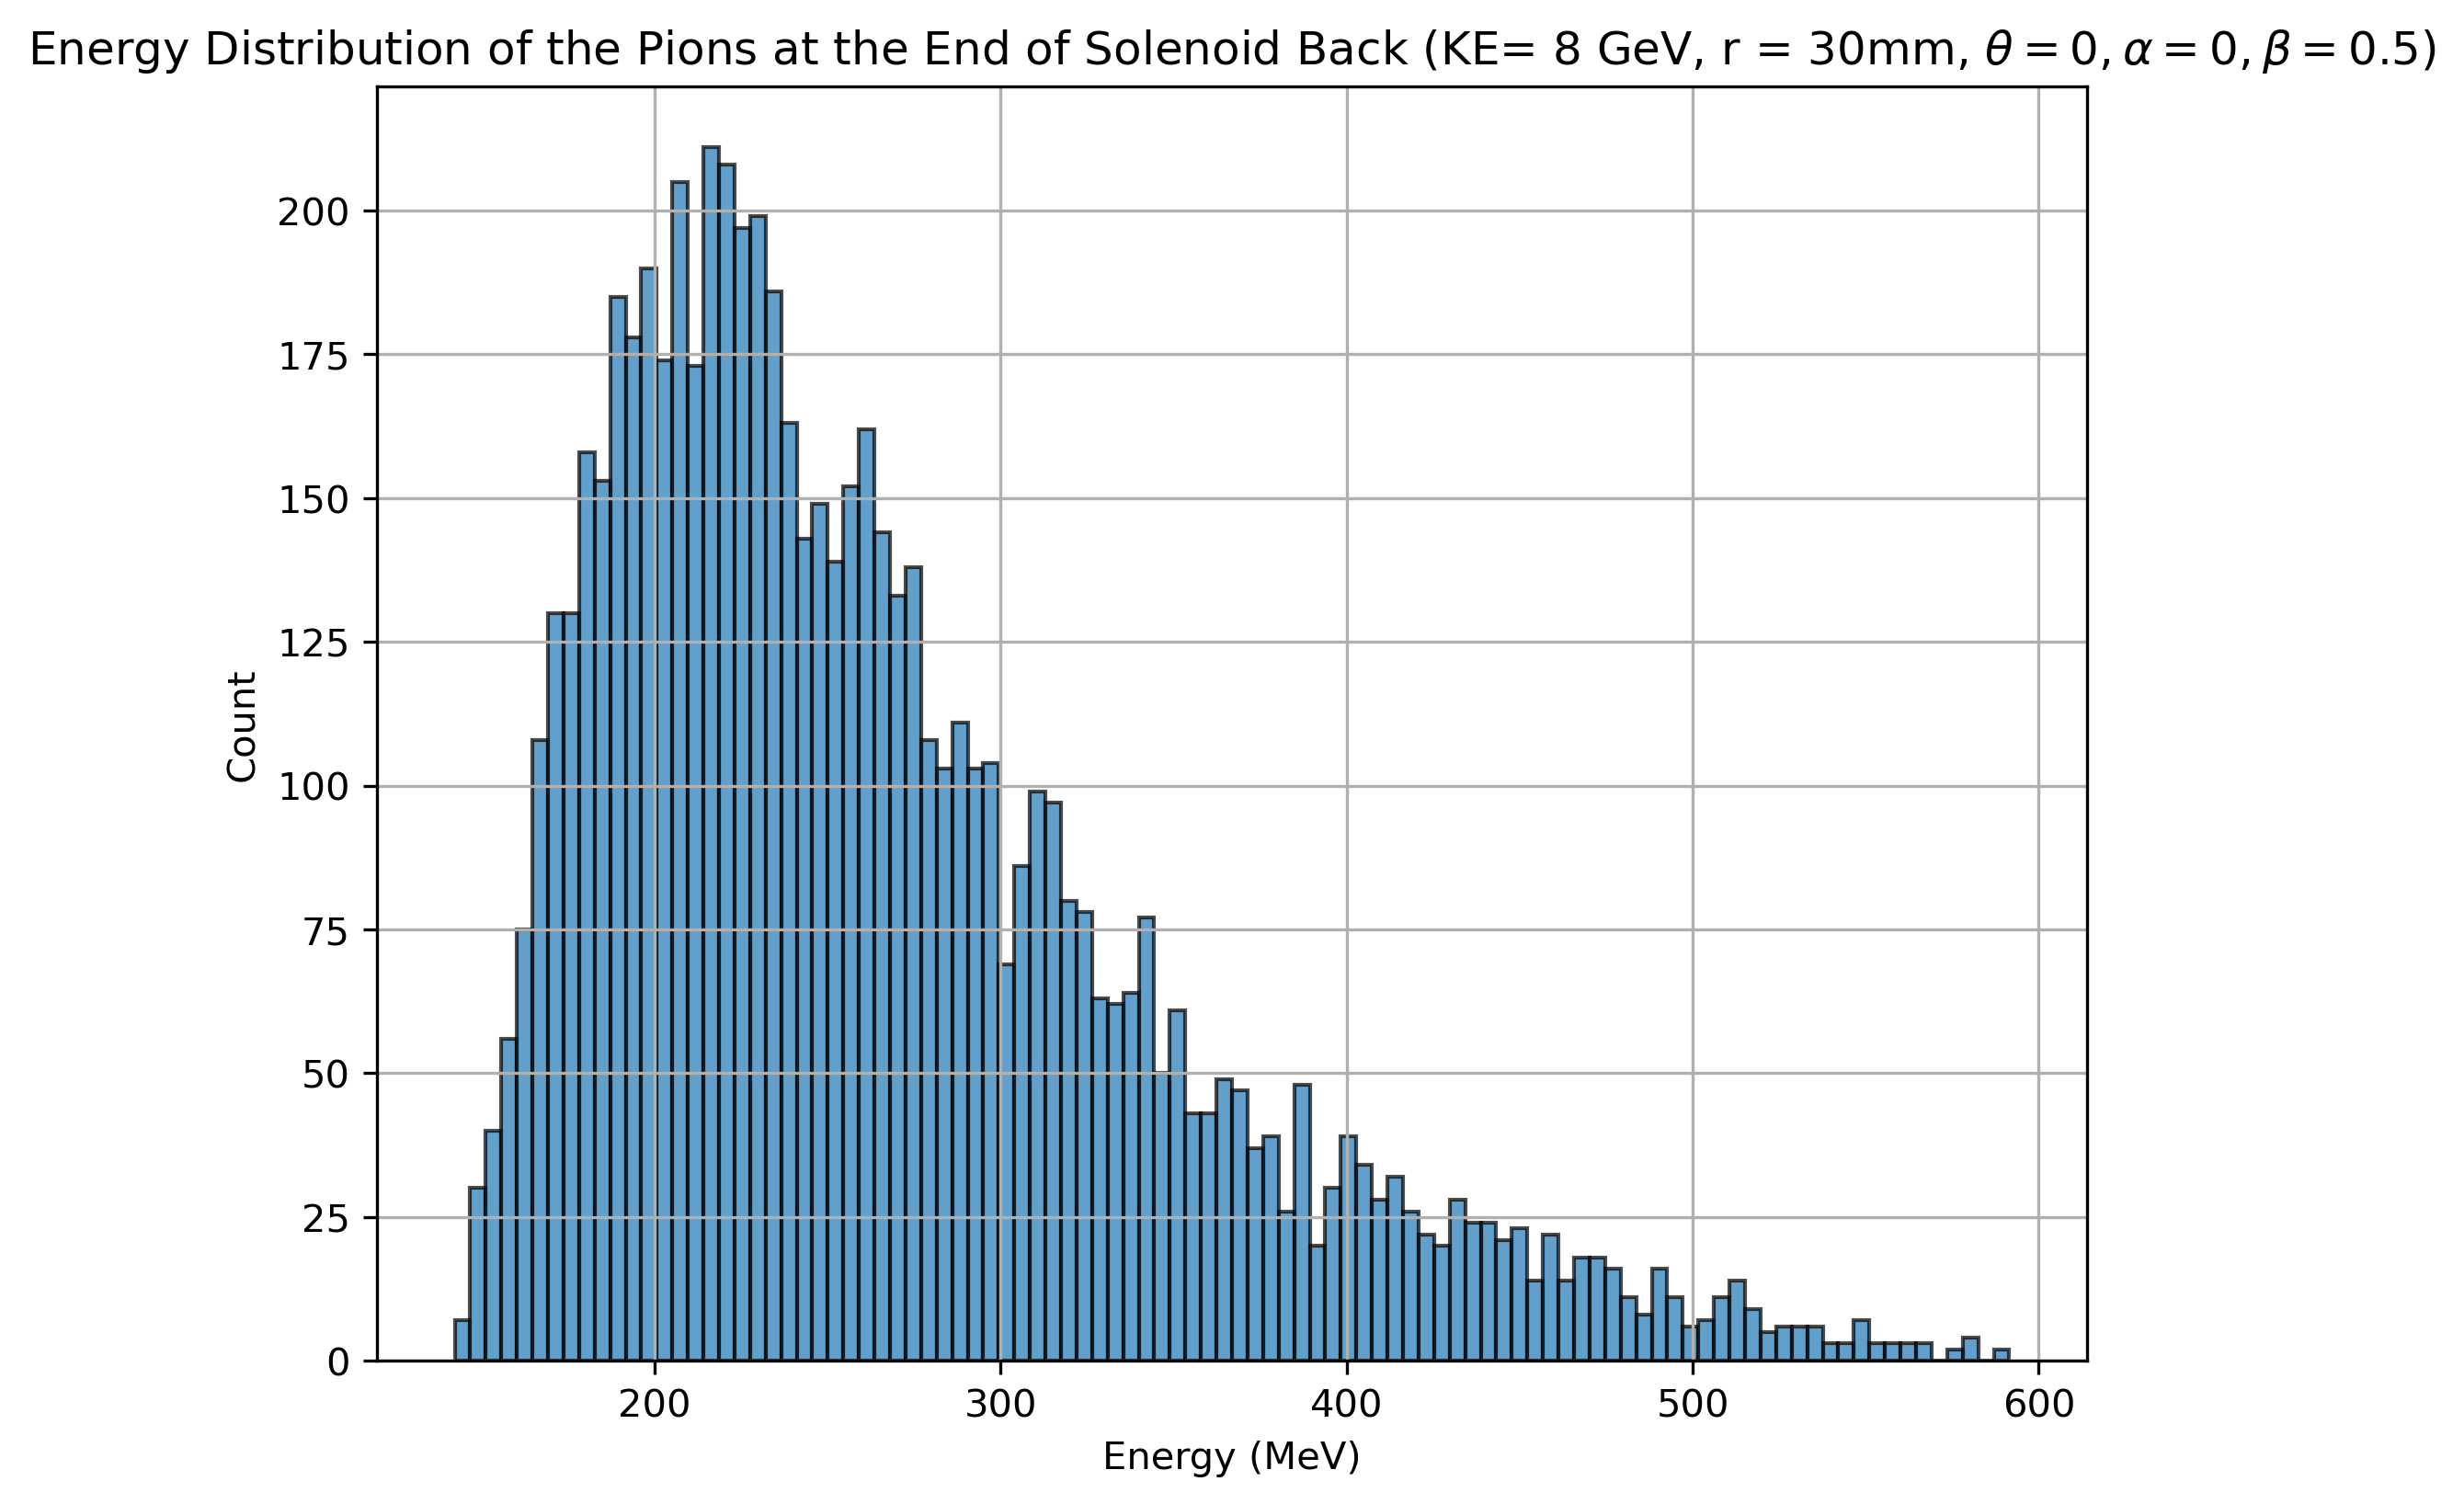 Energy Distribution of the Pions at the End of Solenoid Back (KE= 8 GeV, r = 30mm, θ = 0, α = 0, β = 0.5)
200
175
150
125
100
75
50
25
0
Count
200 300 400 500 600
Energy (MeV)